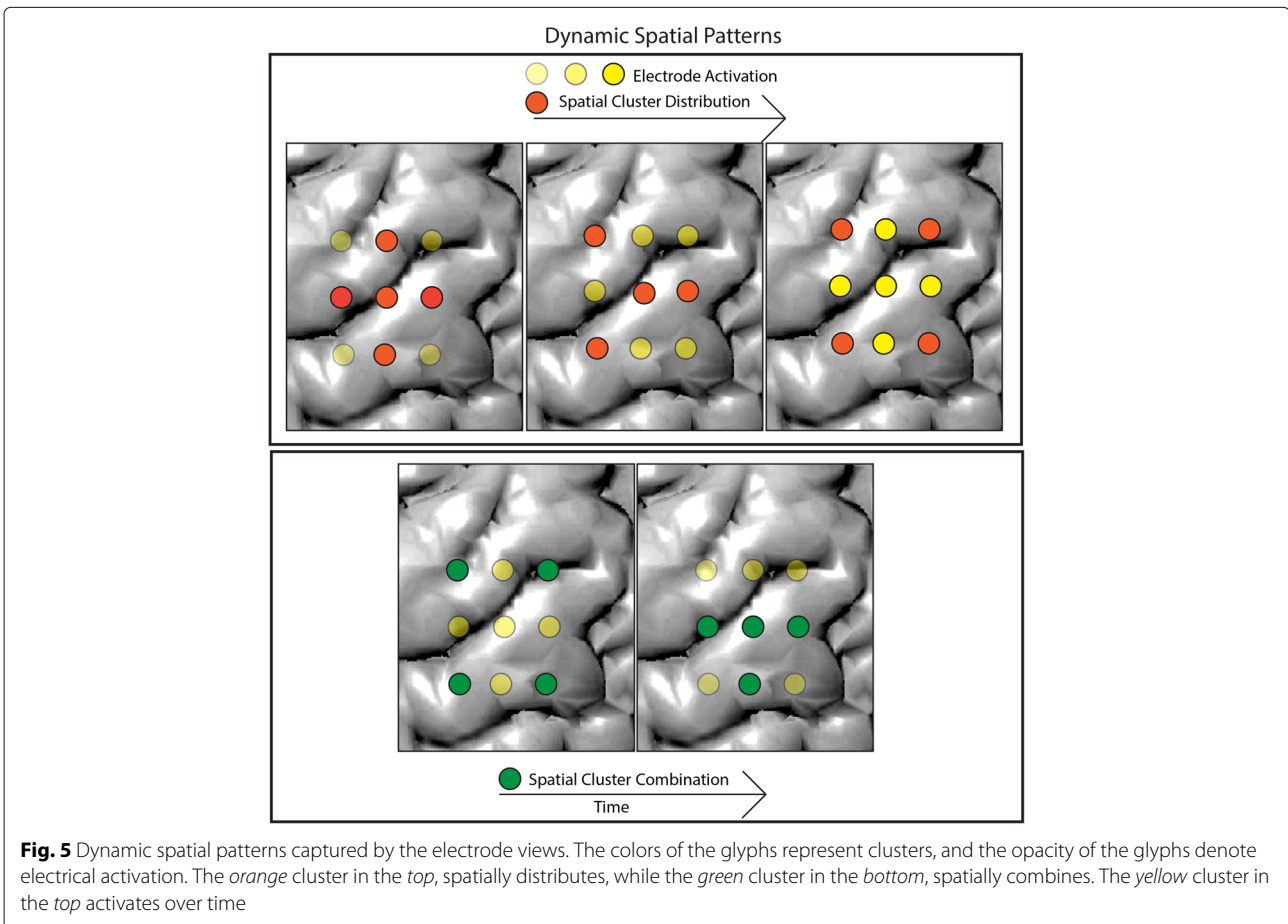 Dynamic Spatial Patterns
Electrode Activation
Spatial Cluster Distribution
Spatial Cluster Combination
Time
Fig. 5 Dynamic spatial patterns captured by the electrode views. The colors of the glyphs represent clusters, and the opacity of the glyphs denote
electrical activation. The orange cluster in the top, spatially distributes, while the green cluster in the bottom, spatially combines. The yellow cluster in
the top activates over time